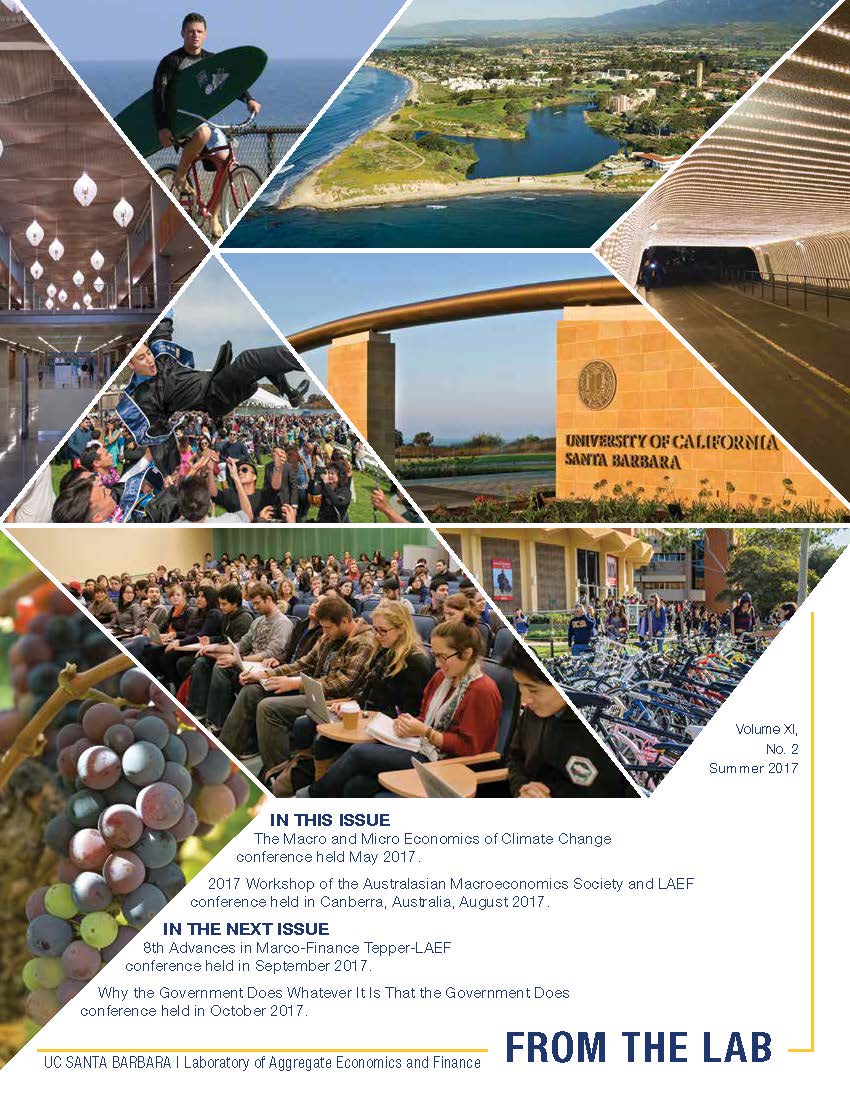 UNIVERSITY OF CALIFORNIA
SANTA BARBARA
Volume XI,
No. 2
Summer 2017
IN THIS ISSUE
The Macro and Micro Economics of Climate Change
conference held May 2017.
2017 Workshop of the Australasian Macroeconomics Society and LAEF
conference held in Canberra, Australia, August 2017.
IN THE NEXT ISSUE
8th Advances in Marco-Finance Tepper-LAEF
conference held in September 2017.
Why the Government Does Whatever It Is That the Government Does
conference held in October 2017.
FROM THE LAB
UC SANTA BARBARA | Laboratory of Aggregate Economics and Finance